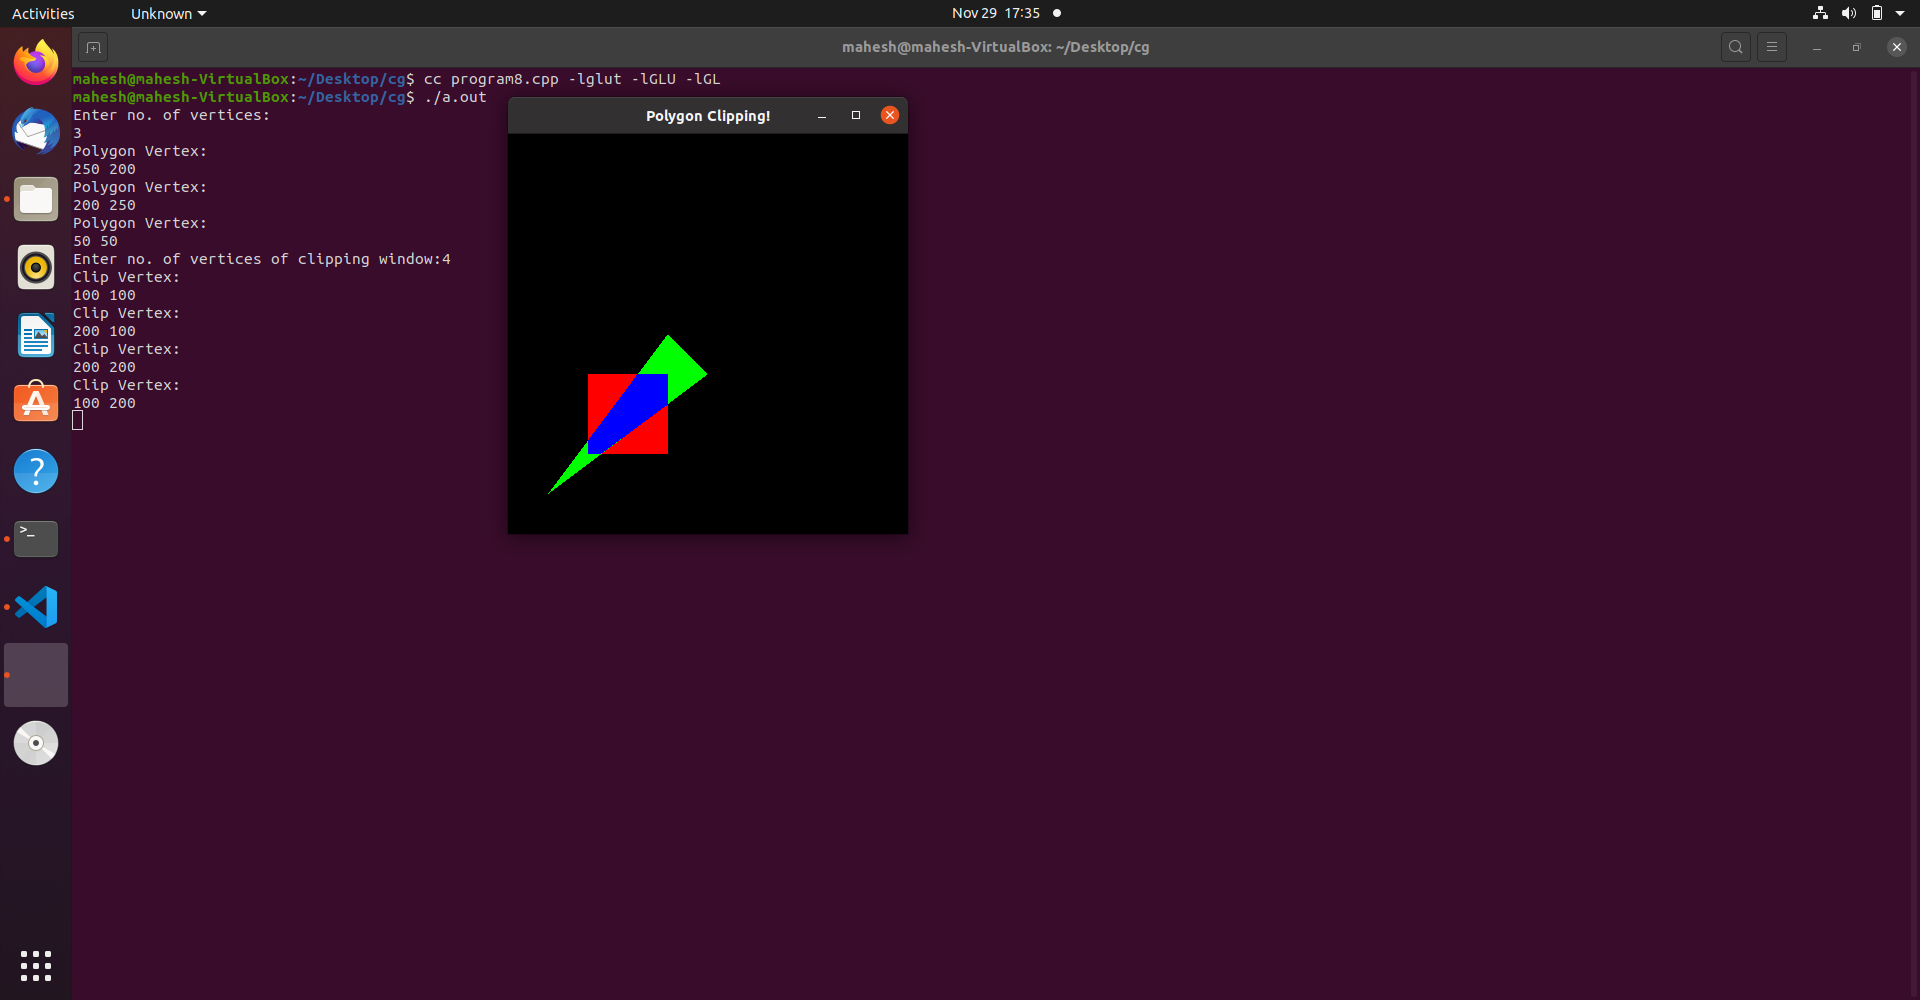 Activities
Unknown
Nov 29 17:35
mahesh@mahesh-VirtualBox: ~/Desktop/cg
mahesh@mahesh-VirtualBox:~/Desktop/cg$ cc program8.cpp -lglut -lGLU -lGL
mahesh@mahesh-VirtualBox:~/Desktop/cg$ ./a.out
Enter no. of vertices:
3
Polygon Vertex:
250 200
Polygon Vertex:
200 250
Polygon Vertex:
50 50
Enter no. of vertices of clipping window:4
Clip Vertex:
100 100
Clip Vertex:
200 100
Clip Vertex:
200 200
Clip Vertex:
100 200
Polygon Clipping!